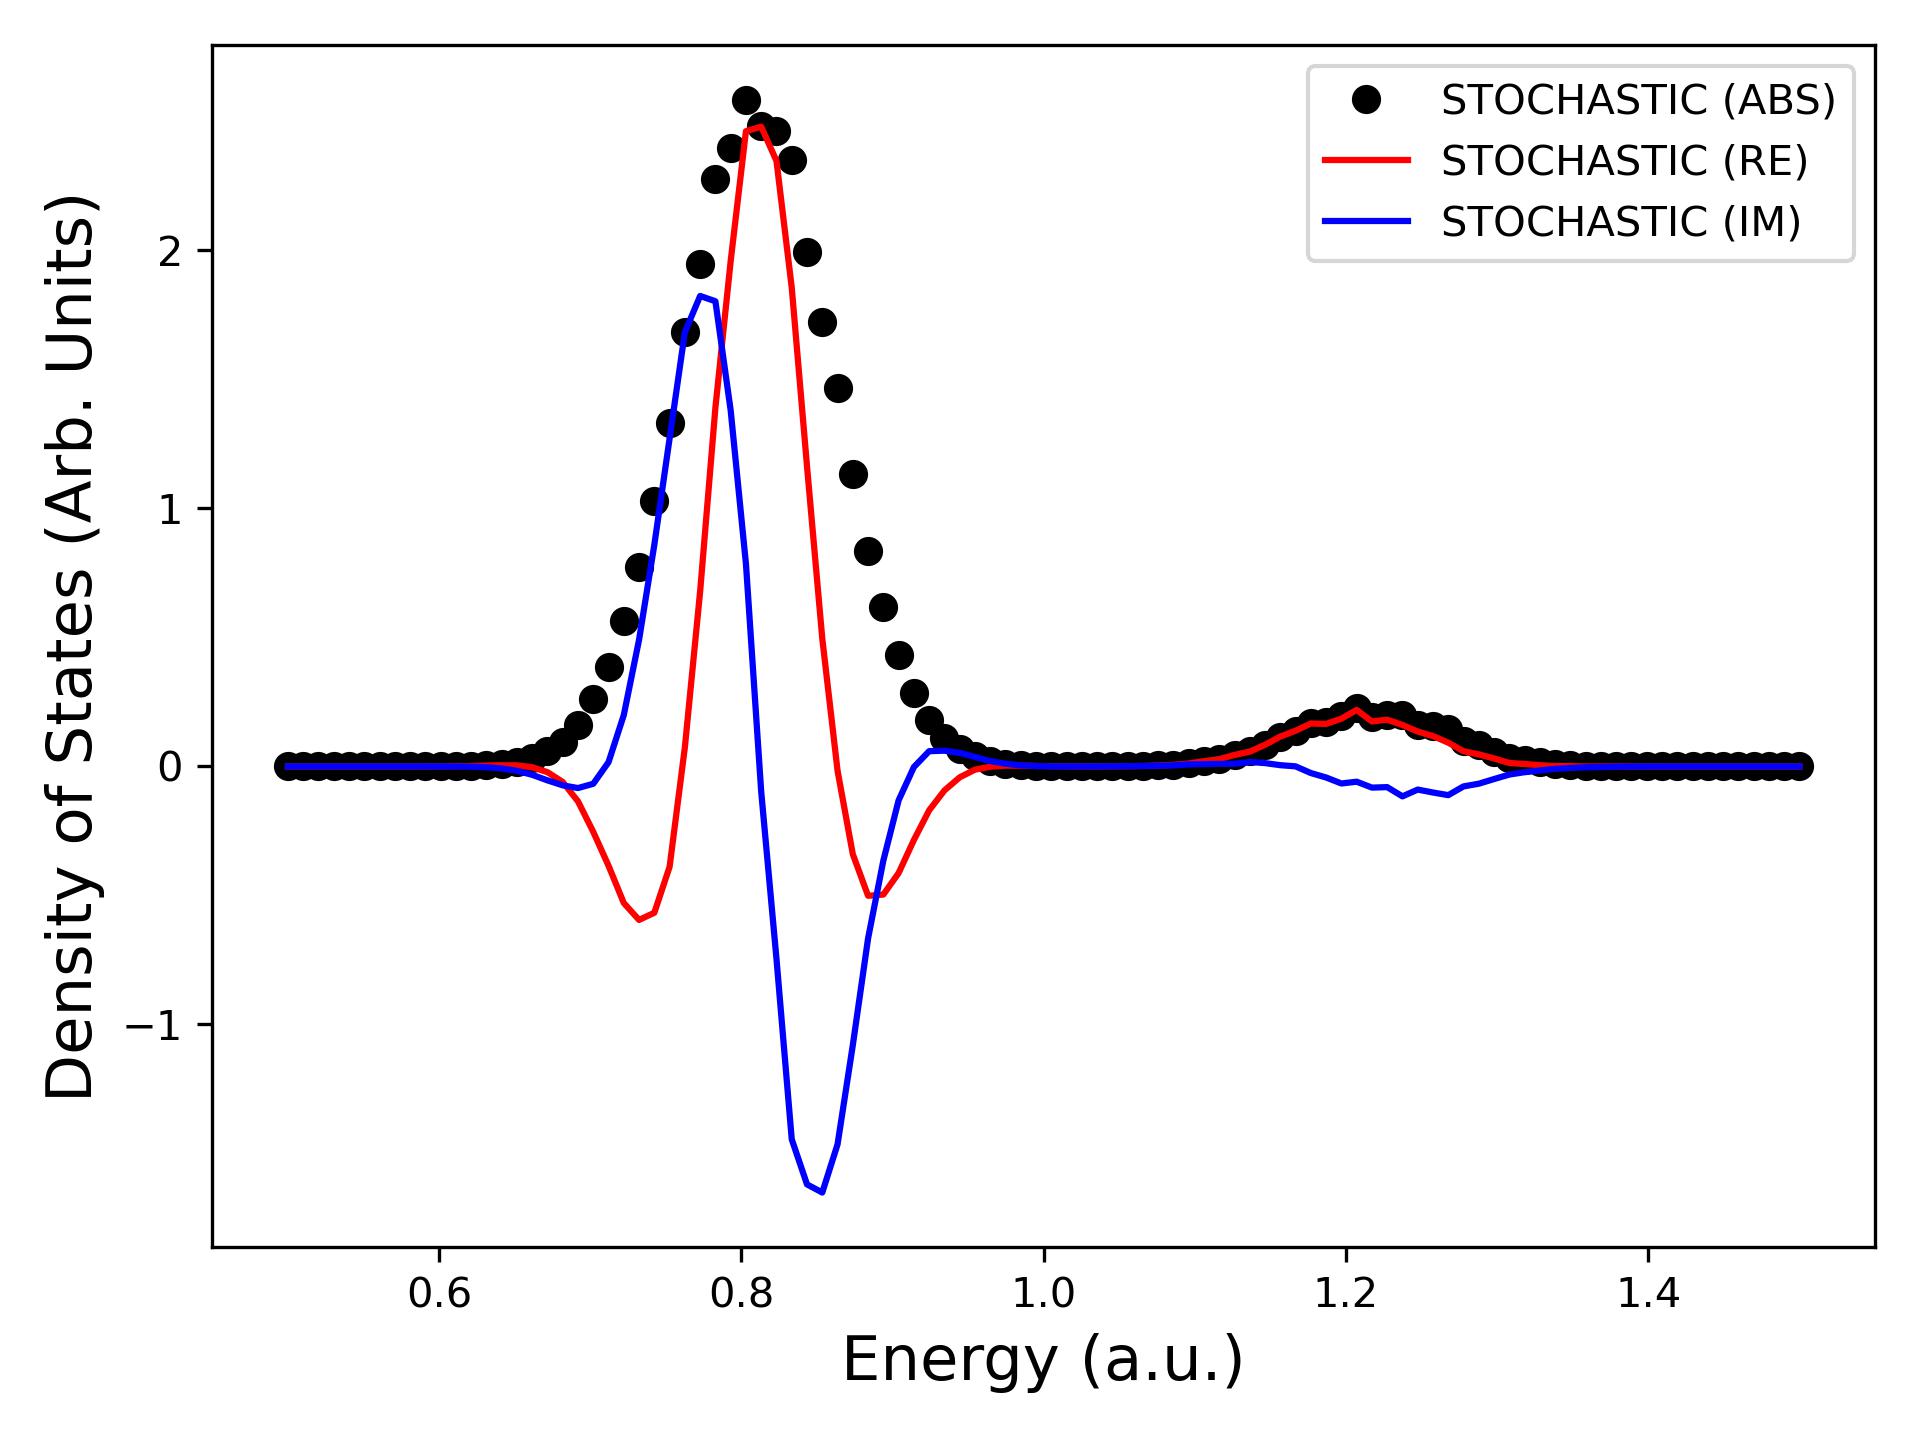 STOCHASTIC (ABS)
STOCHASTIC (RE)
STOCHASTIC (IM)
Density of States (Arb. Units)
2
1
0
−1
0.6
0.8
1.0
1.2
1.4
Energy (a.u.)